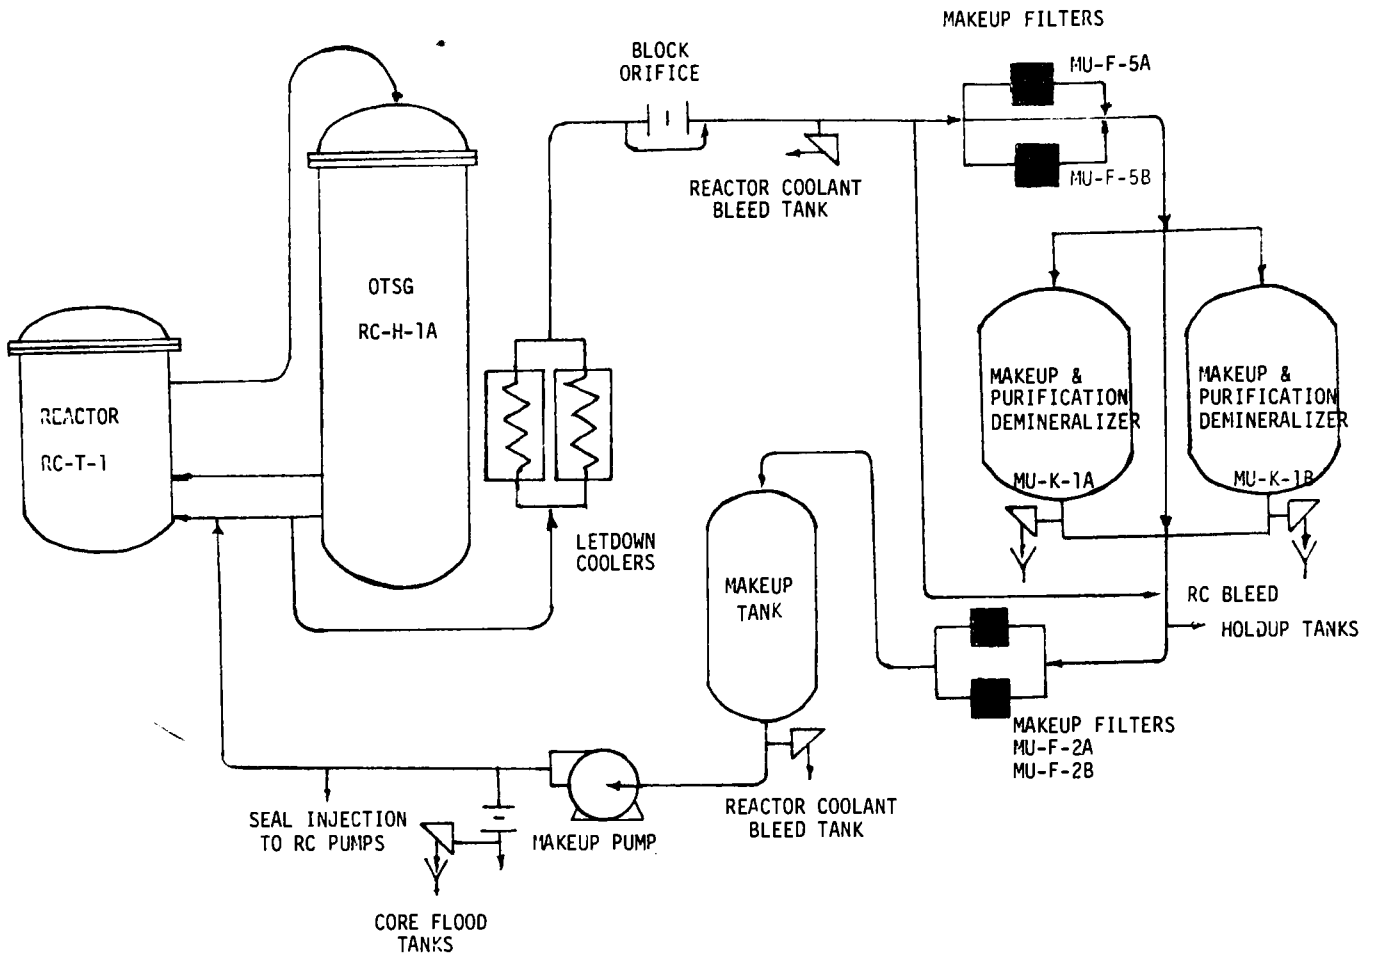 MAKEUP FILTERS
BLOCK
ORIFICE
MU-F-5A
MU-F-5B
REACTOR COOLANT
BLEED TANK
OTSG
RC-H-1A
REACTOR
RC-T-1
MAKEUP &
PURIFICATION
DEMINERALIZER
MU-K-1A
MAKEUP &
PURIFICATION
DEMINERALIZER
MU-K-1B
LETDOWN
COOLERS
MAKEUP
TANK
RC BLEED
HOLDUP TANKS
MAKEUP FILTERS
MU-F-2A
MU-F-2B
SEAL INJECTION
TO RC PUMPS
MAKEUP PUMP
REACTOR COOLANT
BLEED TANK
CORE FLOOD
TANKS